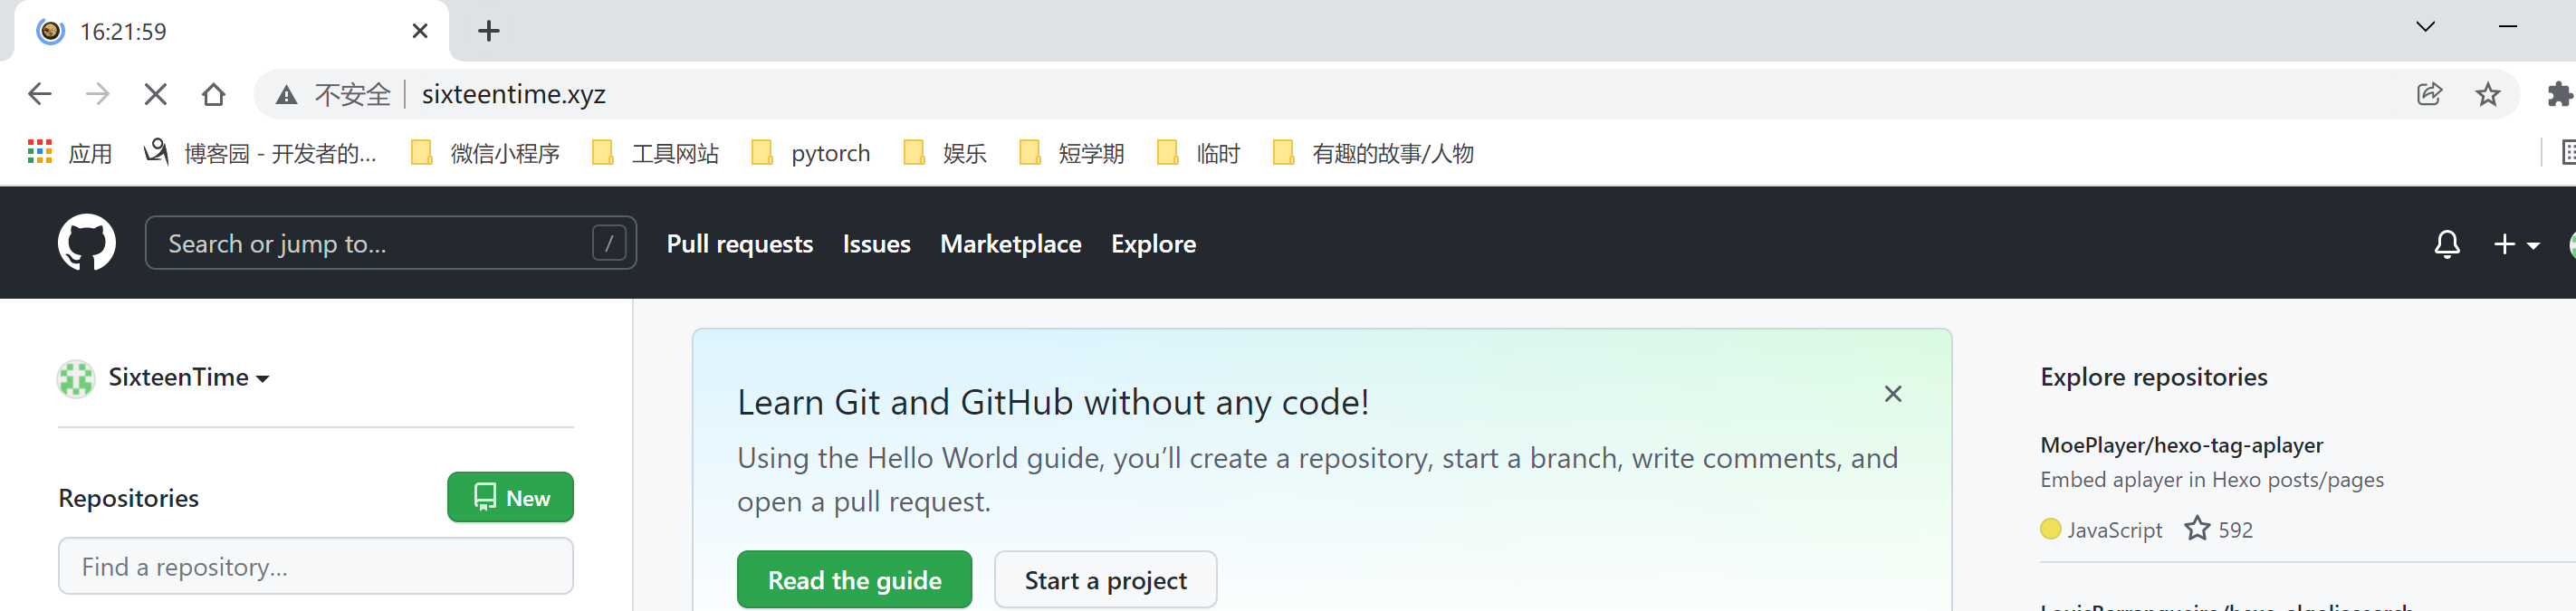 16:21:59
不安全 sixteentime.xyz
应用 博客园 - 开发者的... 微信小程序 工具网站 pytorch 娱乐 短学期 临时 有趣的故事/人物
Search or jump to... / Pull requests Issues Marketplace Explore
SixteenTime
Repositories New
Find a repository...
Learn Git and GitHub without any code!
Using the Hello World guide, you’ll create a repository, start a branch, write comments, and
open a pull request.
Read the guide Start a project
Explore repositories
MoePlayer/hexo-tag-aplayer
Embed aplayer in Hexo posts/pages
JavaScript 592